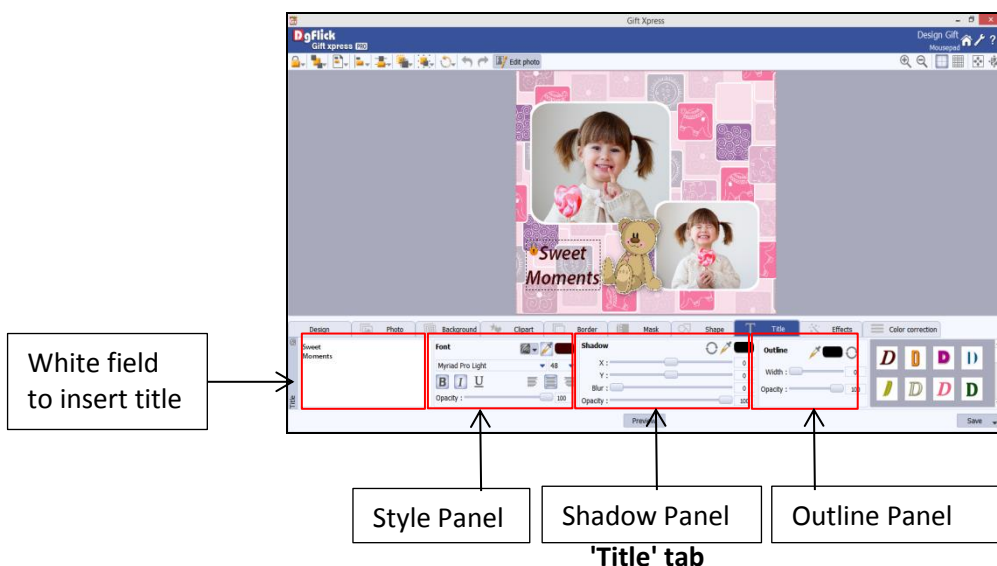 Gift Xpress
DgFlick
Gift xpress PRO
Design Gift
Mousepad
Edit photo
Sweet
Moments
Design
Photo
Background
Clipart
Border
Mask
Shape
Title
Effects
Color correction
Sweet
Moments
Title
Font
Myriad Pro Light
48
B I U
Opacity : 100
Shadow
X : 0
Y : 0
Blur : 0
Opacity : 100
Outline
Width : 0
Opacity : 100
D D D D
D D D
Preview
Save
White field
to insert title
Style Panel
Shadow Panel
Outline Panel
'Title' tab